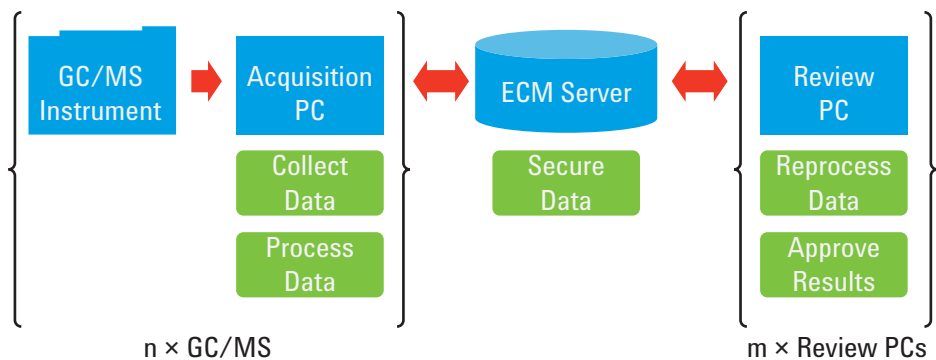 GC/MS
Instrument
Acquisition
PC
Collect
Data
Process
Data
n × GC/MS
ECM Server
Secure
Data
Review
PC
Reprocess
Data
Approve
Results
m × Review PCs